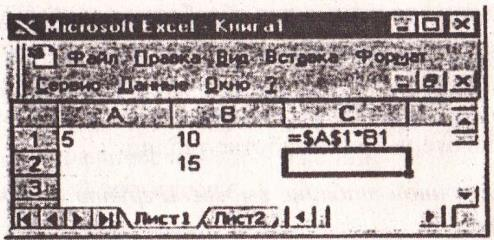 Microsoft Excel - Книга1
Файл Правка Вид Вставка Формат
Сервис Данные Окно ?
A B C
1 5 10 =$A$1*B1
2 15
3
Лист1 Лист2